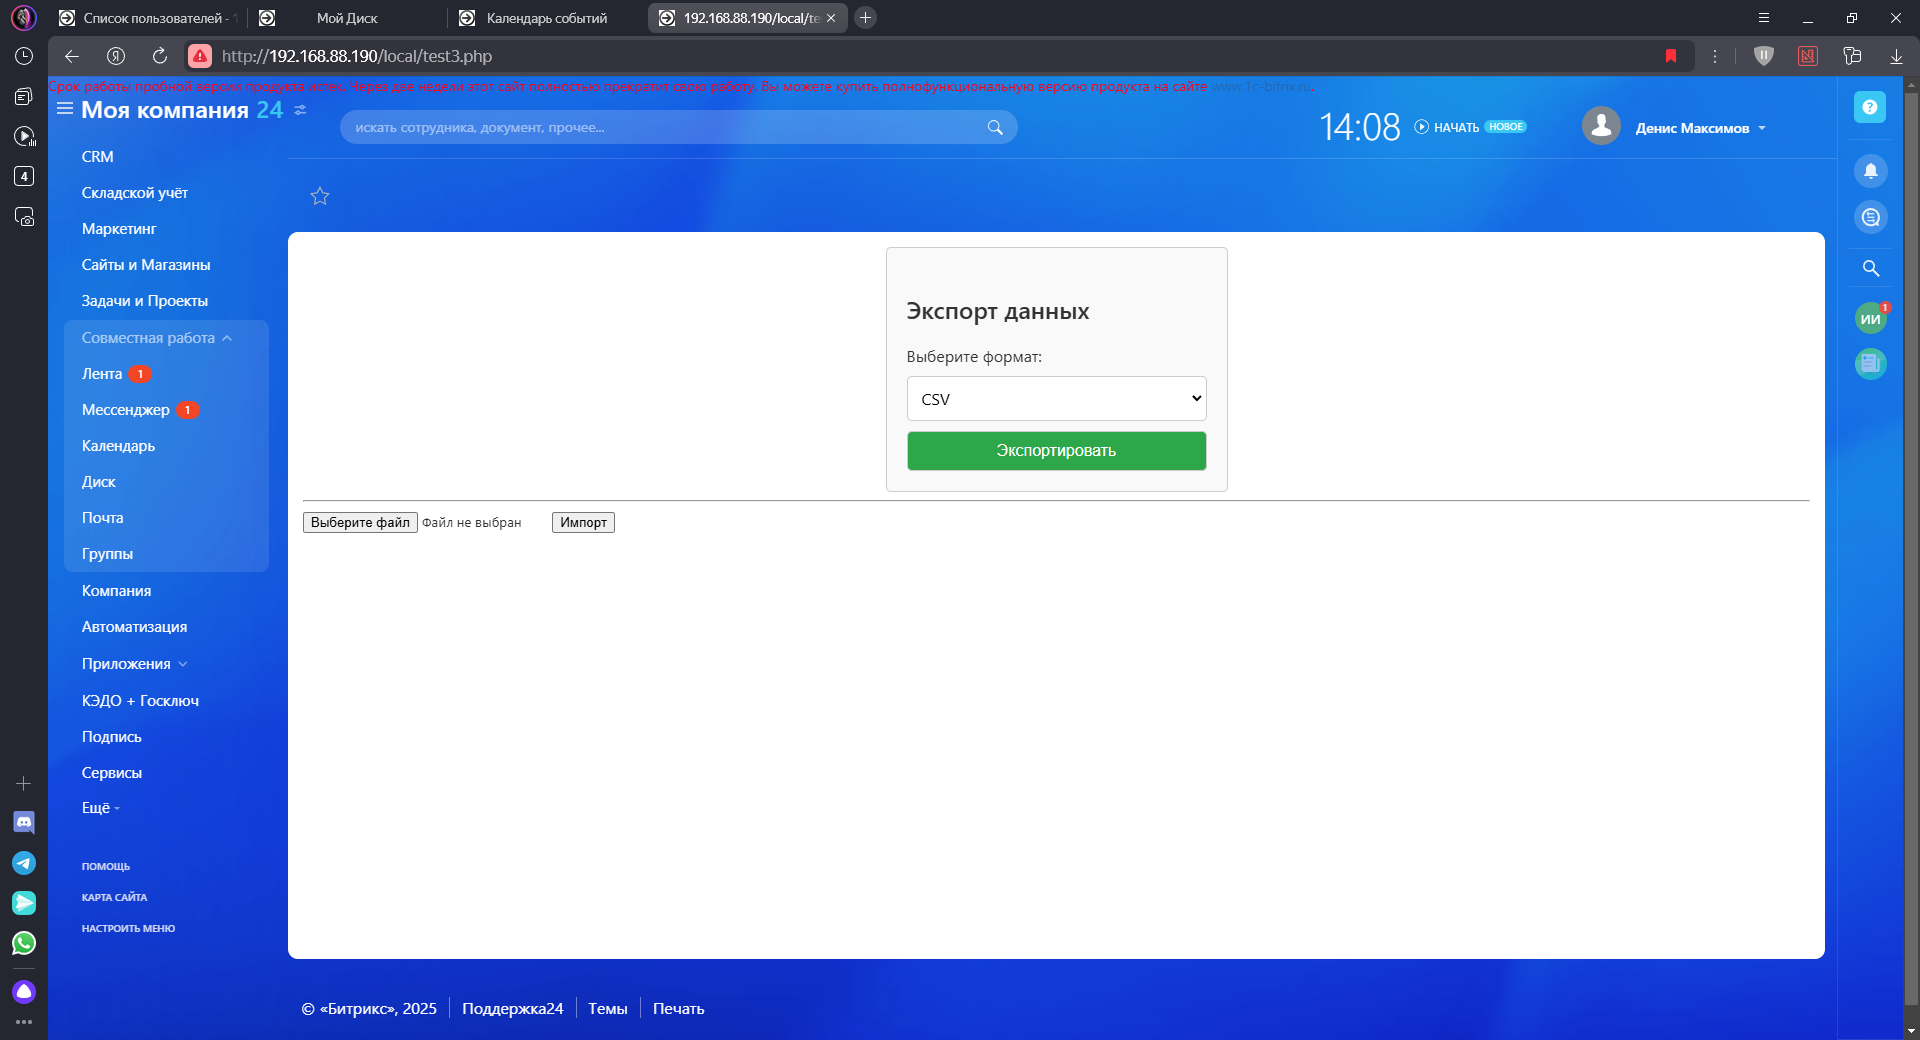 Список пользователей -
Мой Диск
Календарь событий
192.168.88.190/local/te
http://192.168.88.190/local/test3.php
Срок работы пробной версии продукта истек. Через две недели этот сайт полностью прекратит свою работу. Вы можете купить полнофункциональную версию продукта на сайте www.1c-bitrix.ru.
Моя компания 24
искать сотрудника, документ, прочее...
14:08
НАЧАТЬ
НОВОЕ
Денис Максимов
CRM
Складской учёт
Маркетинг
Сайты и Магазины
Задачи и Проекты
Совместная работа
Лента 1
Мессенджер 1
Календарь
Диск
Почта
Группы
Компания
Автоматизация
Приложения
КЭДО + Госключ
Подпись
Сервисы
Ещё
ПОМОЩЬ
КАРТА САЙТА
НАСТРОИТЬ МЕНЮ
Экспорт данных
Выберите формат:
CSV
Экспортировать
Выберите файл Файл не выбран
Импорт
© «Битрикс», 2025
Поддержка24
Темы
Печать
ИИ
1
4